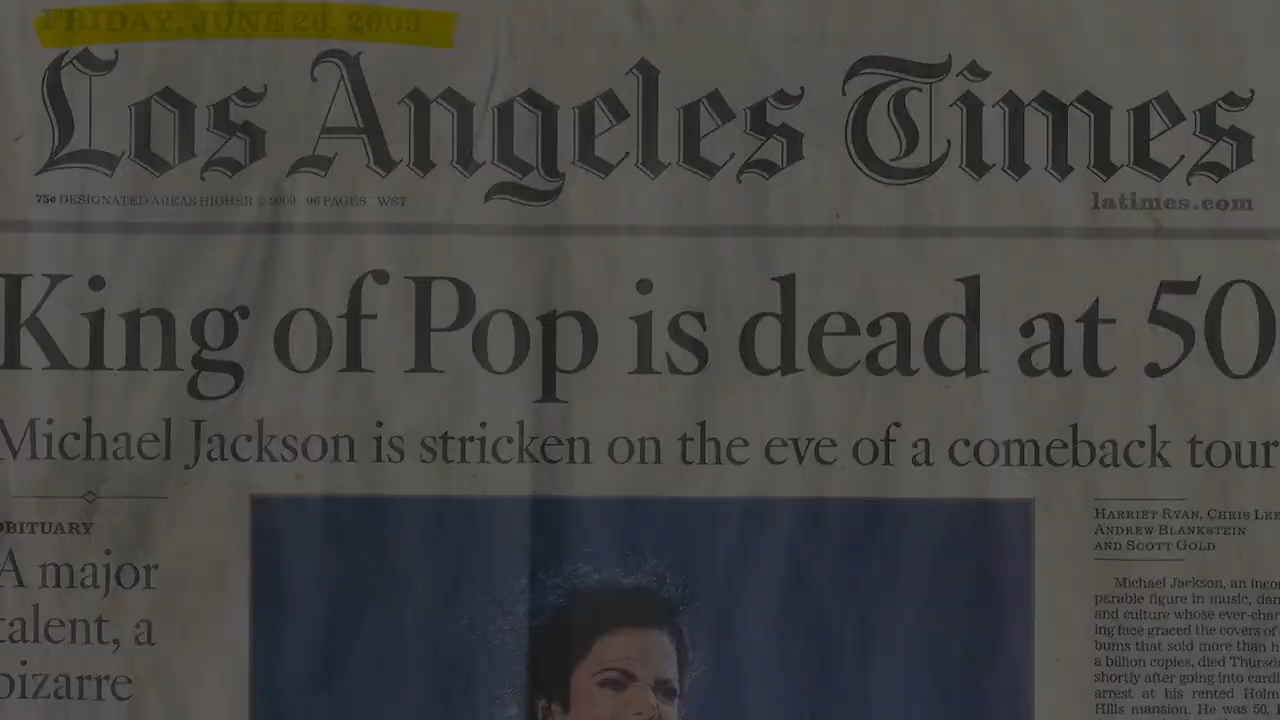 FRIDAY, JUNE 26, 2009
Los Angeles Times
75¢ DESIGNATED AREAS HIGHER © 2009 96 PAGES WST
latimes.com
King of Pop is dead at 50
Michael Jackson is stricken on the eve of a comeback tour
OBITUARY
A major
talent, a
bizarre
HARRIET RYAN, CHRIS LEE
ANDREW BLANKSTEIN
AND SCOTT GOLD
Michael Jackson, an incom
parable figure in music, dan
and culture whose ever-chan
ing face graced the covers of
bums that sold more than h
a billion copies, died Thursd
shortly after going into cardi
arrest at his rented Holm
Hills mansion. He was 50.